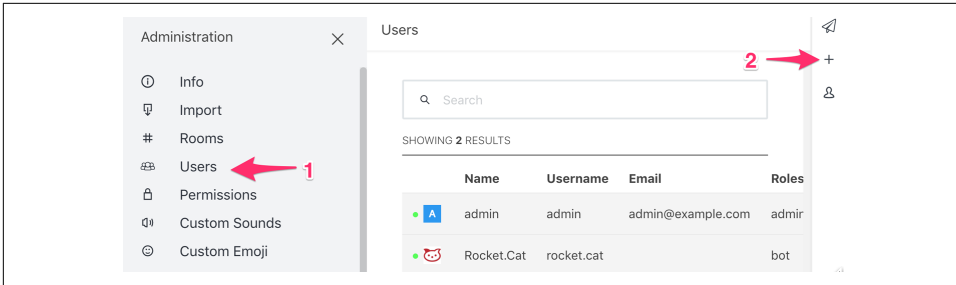 Administration
Users
Info
Import
Rooms
Users
Permissions
Custom Sounds
Custom Emoji
1
2
Search
SHOWING 2 RESULTS
Name Username Email Roles
A admin admin admin@example.com admin
Rocket.Cat rocket.cat bot